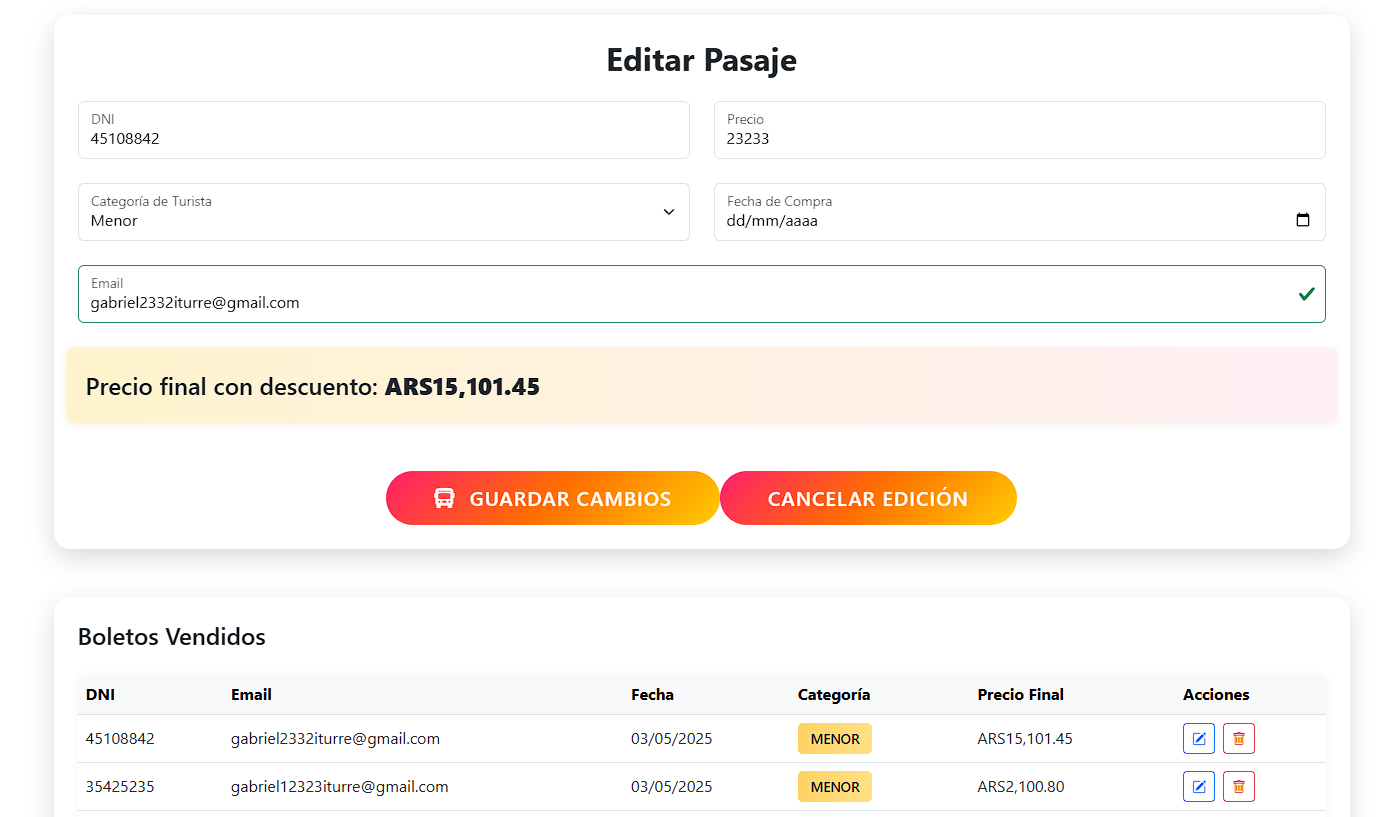 Editar Pasaje
DNI
45108842
Precio
23233
Categoría de Turista
Menor
Fecha de Compra
dd/mm/aaaa
Email
gabriel2332iturre@gmail.com
Precio final con descuento: ARS15,101.45
GUARDAR CAMBIOS
CANCELAR EDICIÓN
Boletos Vendidos
DNI Email Fecha Categoría Precio Final Acciones
45108842 gabriel2332iturre@gmail.com 03/05/2025 MENOR ARS15,101.45
35425235 gabriel12323iturre@gmail.com 03/05/2025 MENOR ARS2,100.80